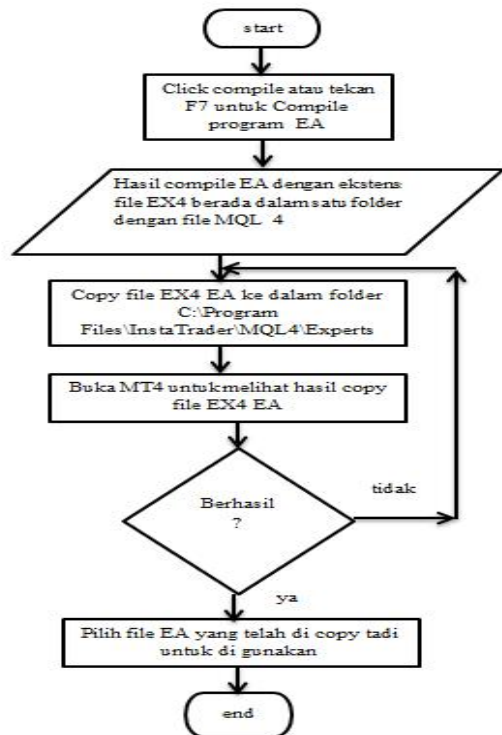 start
Click compile atau tekan
F7 untuk Compile
program EA
Hasil compile EA dengan ekstens
file EX4 berada dalam satu folder
dengan file MQL 4
Copy file EX4 EA ke dalam folder
C:\Program
Files\InstaTrader\MQL4\Experts
Buka MT4 untuk melihat hasil copy
file EX4 EA
Berhasil
?
tidak
ya
Pilih file EA yang telah di copy tadi
untuk di gunakan
end